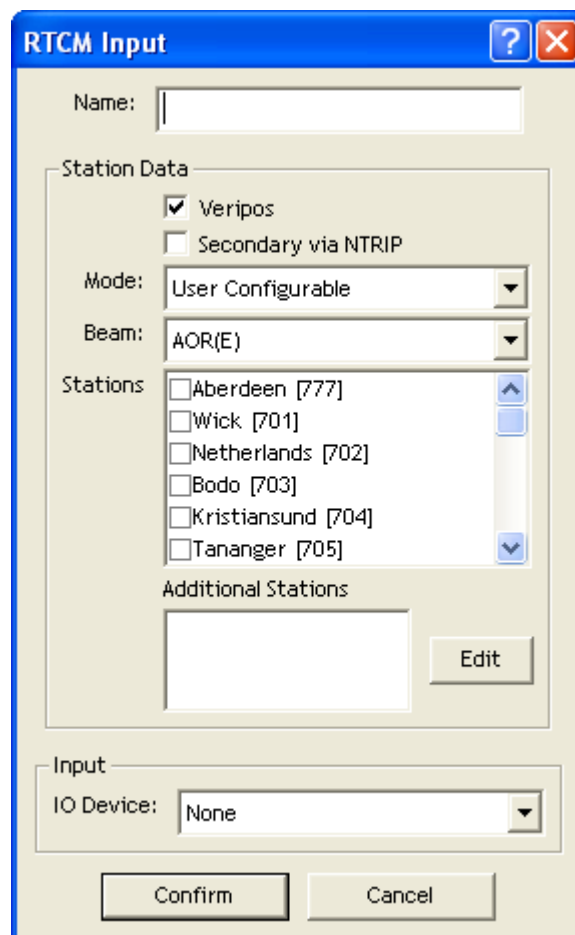 RTCM Input
?
Name:
Station Data
Veripos
Secondary via NTRIP
Mode: User Configurable
Beam: AOR(E)
Stations
Aberdeen [777]
Wick [701]
Netherlands [702]
Bodo [703]
Kristiansund [704]
Tananger [705]
Additional Stations
Edit
Input
IO Device: None
Confirm Cancel